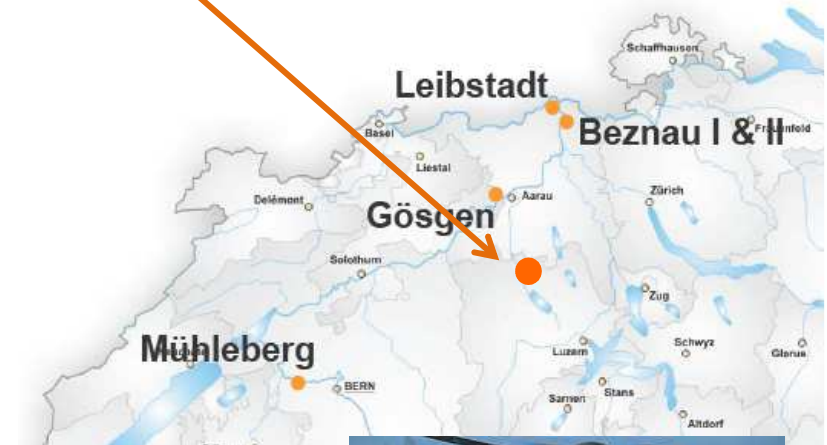 Schaffhausen
Leibstadt
Basel
Beznau I & II
Frauenfeld
Liestal
Delémont
Aarau
Zürich
Gösgen
Solothurn
Zug
Mühleberg
Luzern
Schwyz
Glarus
BERN
Stans
Sarnen
Altdorf